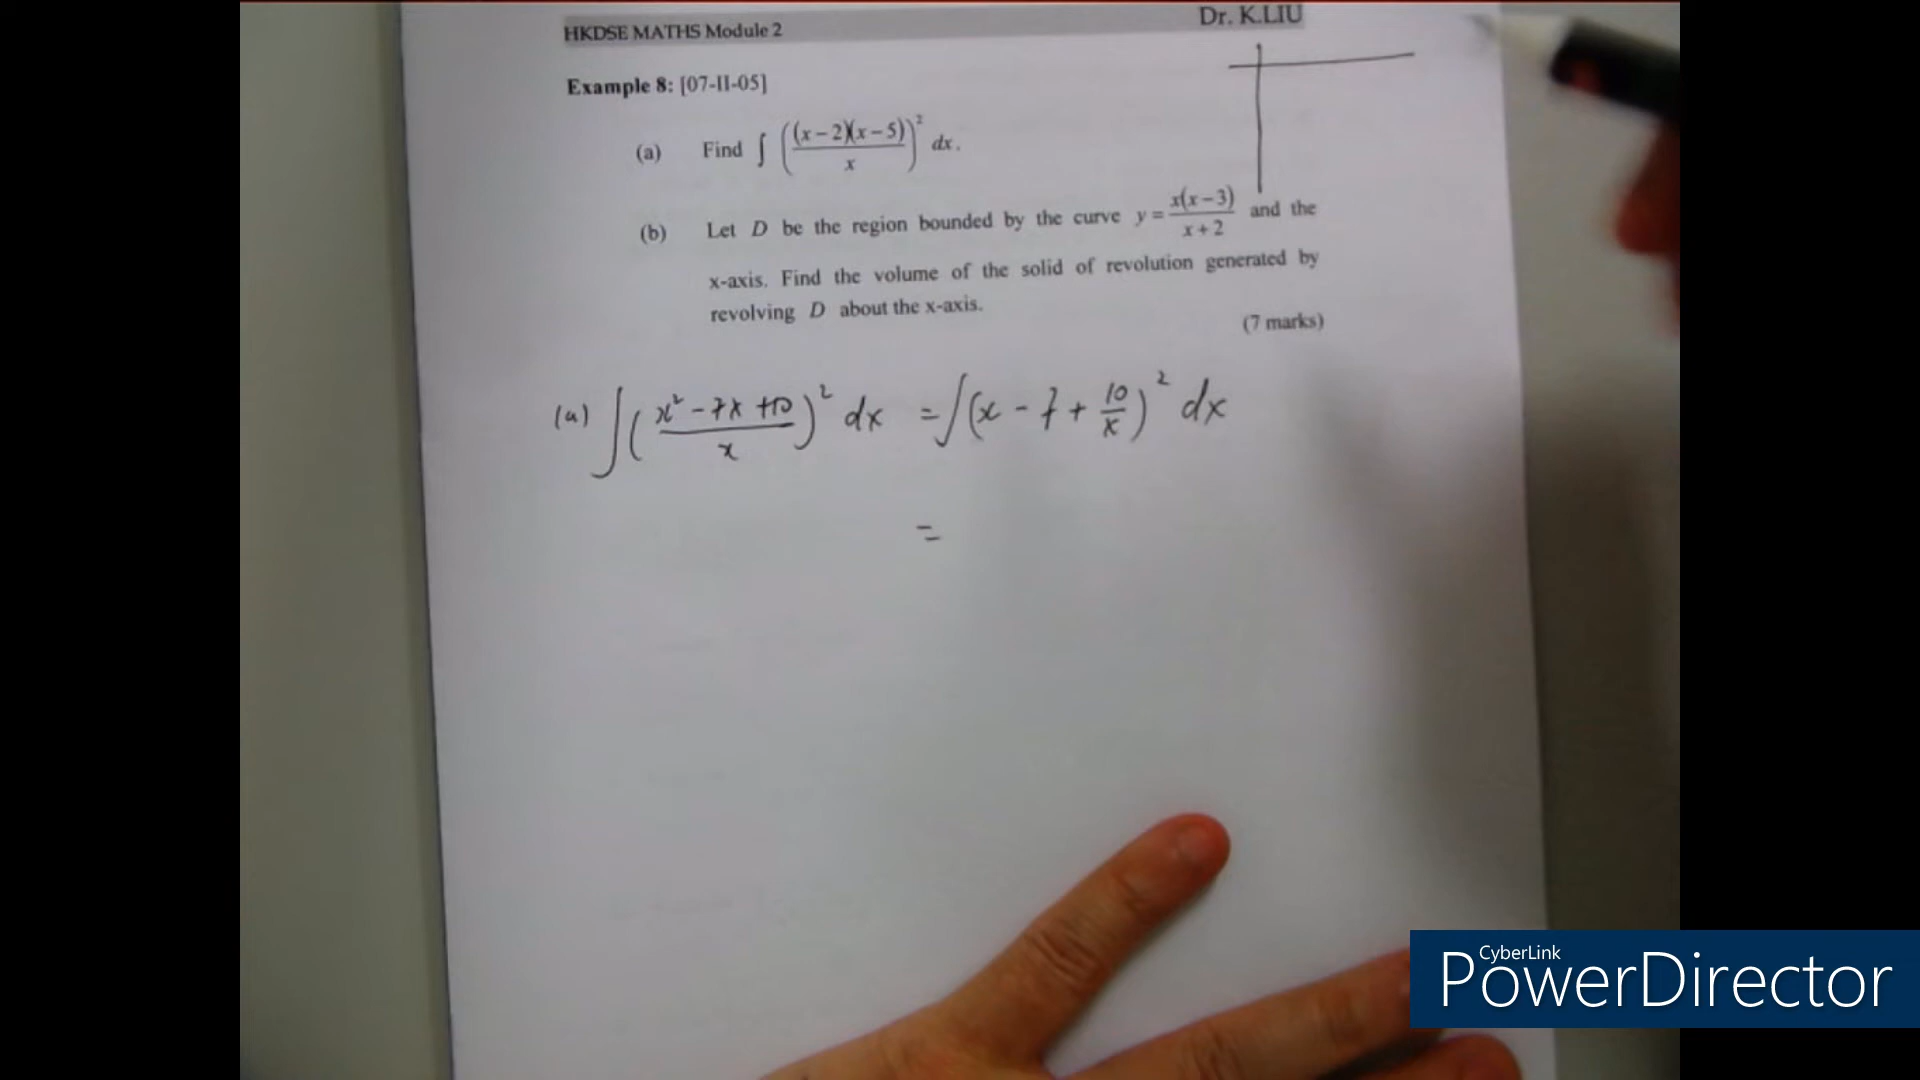 HKDSE MATHS Module 2 Dr. K.LIU
Example 8: [07-II-05]
(a) Find ∫ ((x−2)(x−5)/x)² dx.
(b) Let D be the region bounded by the curve y = x(x−3)/(x+2) and the
x-axis. Find the volume of the solid of revolution generated by
revolving D about the x-axis.
(7 marks)
(a) ∫ ((x² − 7x + 10)/x)² dx = ∫ (x − 7 + 10/x)² dx
=
CyberLink
PowerDirector